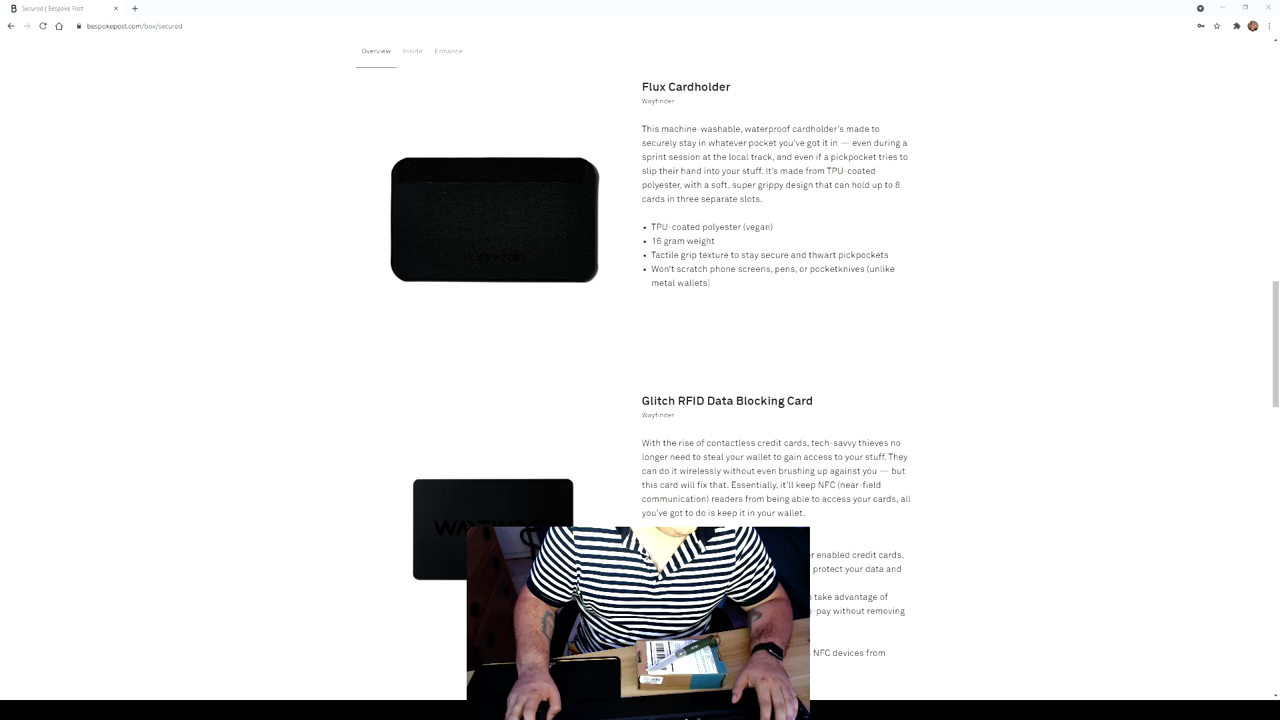 Secured | Bespoke Post
bespokepost.com/box/secured
Overview Inside Enhance
Flux Cardholder
Wayfinder
This machine-washable, waterproof cardholder's made to
securely stay in whatever pocket you've got it in — even during a
sprint session at the local track, and even if a pickpocket tries to
slip their hand into your stuff. It's made from TPU-coated
polyester, with a soft, super grippy design that can hold up to 8
cards in three separate slots.
• TPU-coated polyester (vegan)
• 16 gram weight
• Tactile grip texture to stay secure and thwart pickpockets
• Won't scratch phone screens, pens, or pocketknives (unlike
metal wallets)
Glitch RFID Data Blocking Card
Wayfinder
With the rise of contactless credit cards, tech-savvy thieves no
longer need to steal your wallet to gain access to your stuff. They
can do it wirelessly without even brushing up against you — but
this card will fix that. Essentially, it'll keep NFC (near-field
communication) readers from being able to access your cards, all
you've got to do is keep it in your wallet.
enabled credit cards,
protect your data and
take advantage of
-pay without removing
NFC devices from